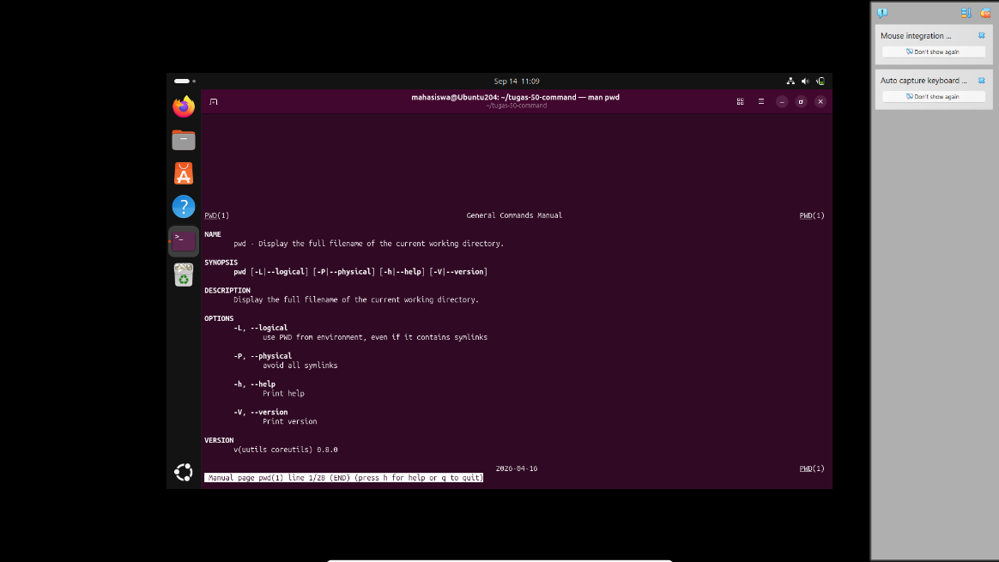 Sep 14 11:09
mahasiswa@Ubuntu204: ~/tugas-50-command — man pwd
~/tugas-50-command
PWD(1) General Commands Manual PWD(1)
NAME
pwd - Display the full filename of the current working directory.
SYNOPSIS
pwd [-L|--logical] [-P|--physical] [-h|--help] [-V|--version]
DESCRIPTION
Display the full filename of the current working directory.
OPTIONS
-L, --logical
use PWD from environment, even if it contains symlinks
-P, --physical
avoid all symlinks
-h, --help
Print help
-V, --version
Print version
VERSION
v(uutils coreutils) 0.8.0
2026-04-16 PWD(1)
Manual page pwd(1) line 1/28 (END) (press h for help or q to quit)
Mouse integration ...
Don't show again
Auto capture keyboard ...
Don't show again